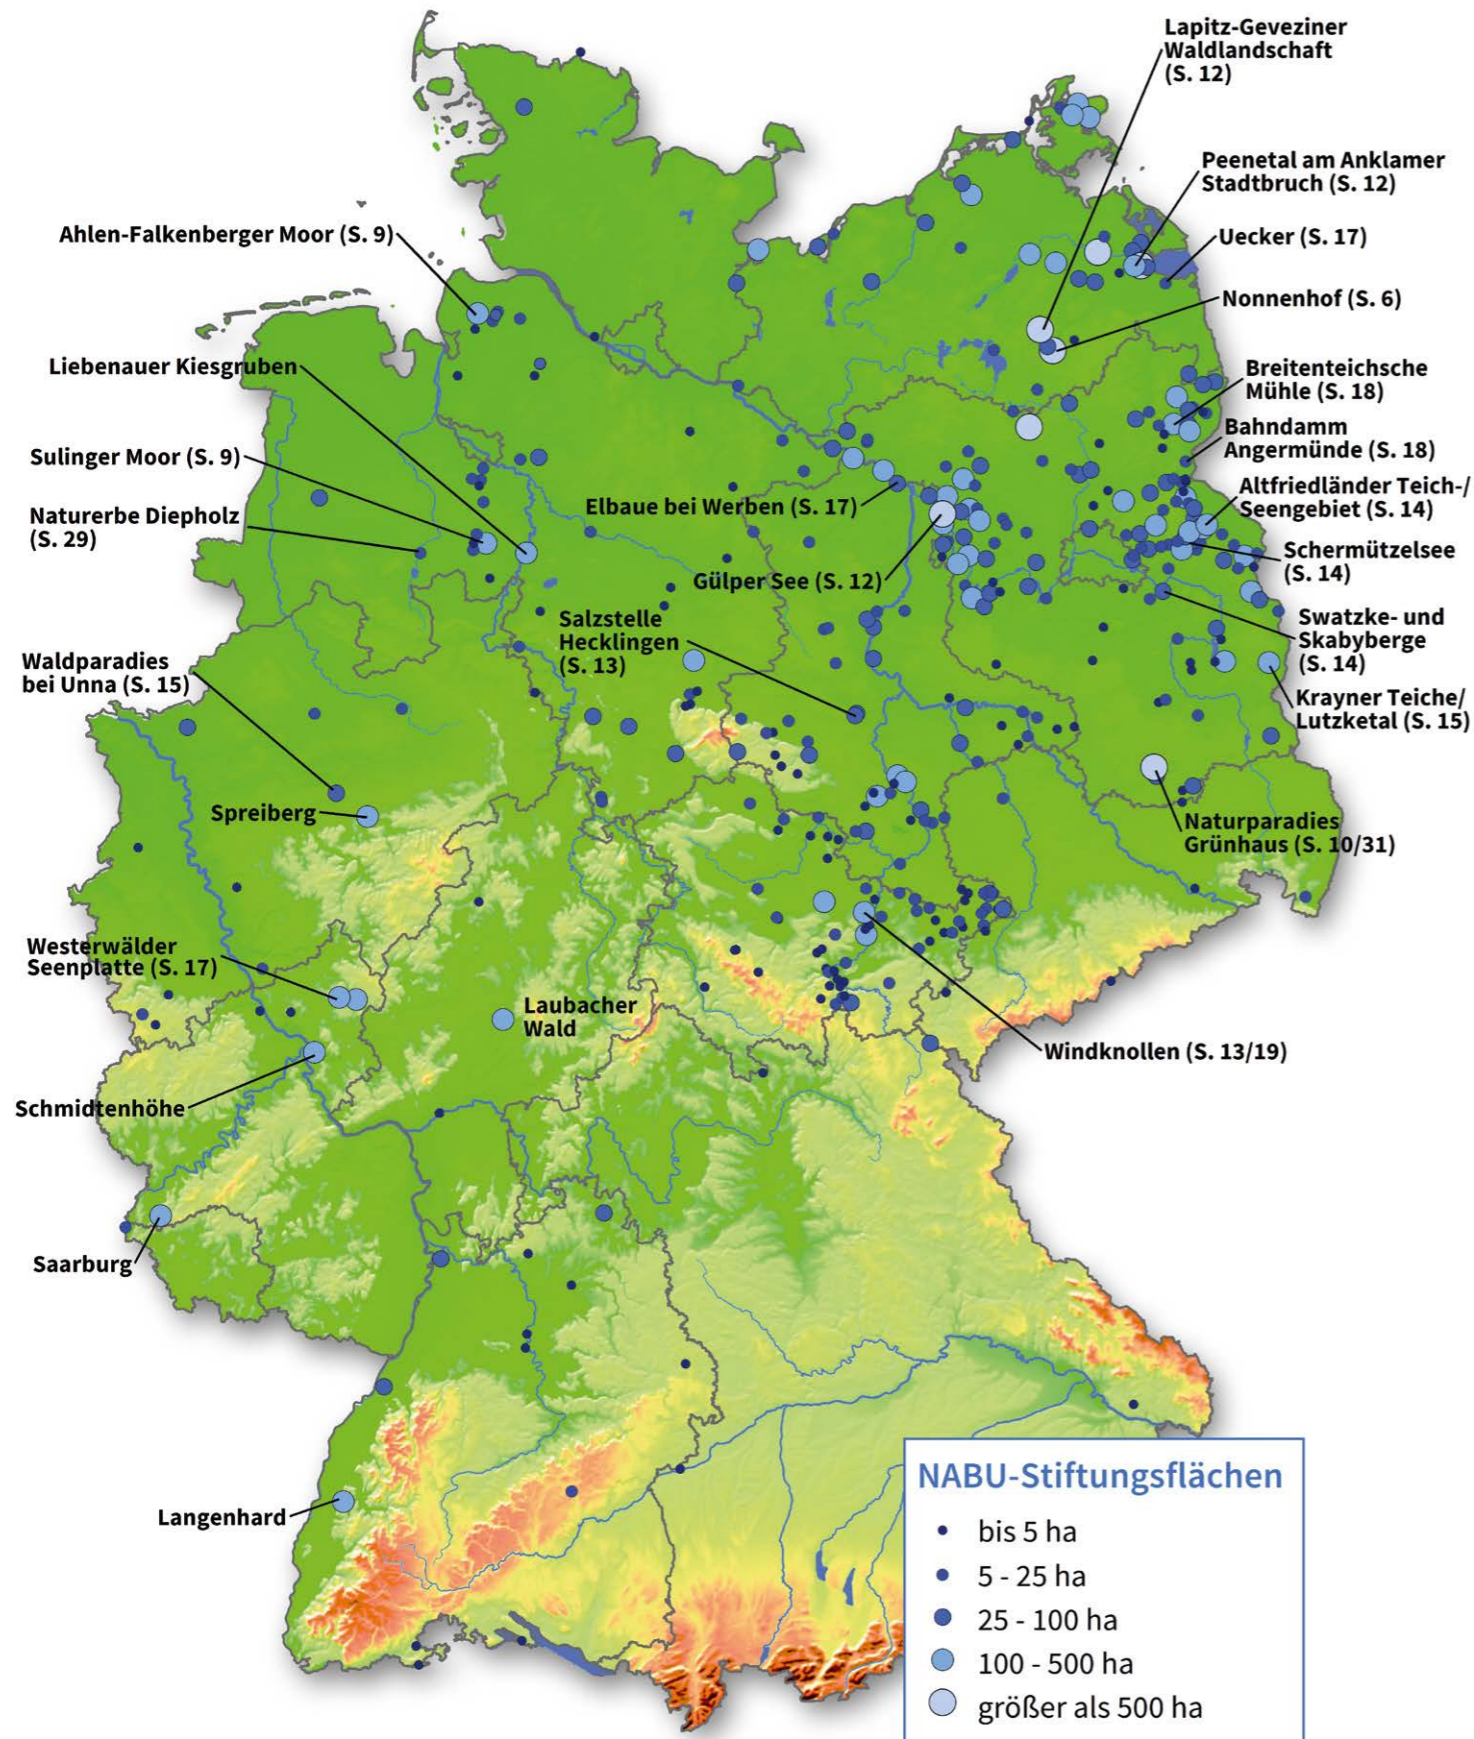 Lapitz-Geveziner
Waldlandschaft
(S. 12)
Peenetal am Anklamer
Stadtbruch (S. 12)
Ahlen-Falkenberger Moor (S. 9)
Uecker (S. 17)
Nonnenhof (S. 6)
Liebenauer Kiesgruben
Breitenteichsche
Mühle (S. 18)
Bahndamm
Angermünde (S. 18)
Sulinger Moor (S. 9)
Altfriedländer Teich-/
Seengebiet (S. 14)
Elbaue bei Werben (S. 17)
Naturerbe Diepholz
(S. 29)
Schermützelsee
(S. 14)
Gülper See (S. 12)
Salzstelle
Hecklingen
(S. 13)
Swatzke- und
Skabyberge
(S. 14)
Waldparadies
bei Unna (S. 15)
Krayner Teiche/
Lutzketal (S. 15)
Spreiberg
Naturparadies
Grünhaus (S. 10/31)
Westerwälder
Seenplatte (S. 17)
Laubacher
Wald
Windknollen (S. 13/19)
Schmidtenhöhe
Saarburg
Langenhard
NABU-Stiftungsflächen
bis 5 ha
5 - 25 ha
25 - 100 ha
100 - 500 ha
größer als 500 ha